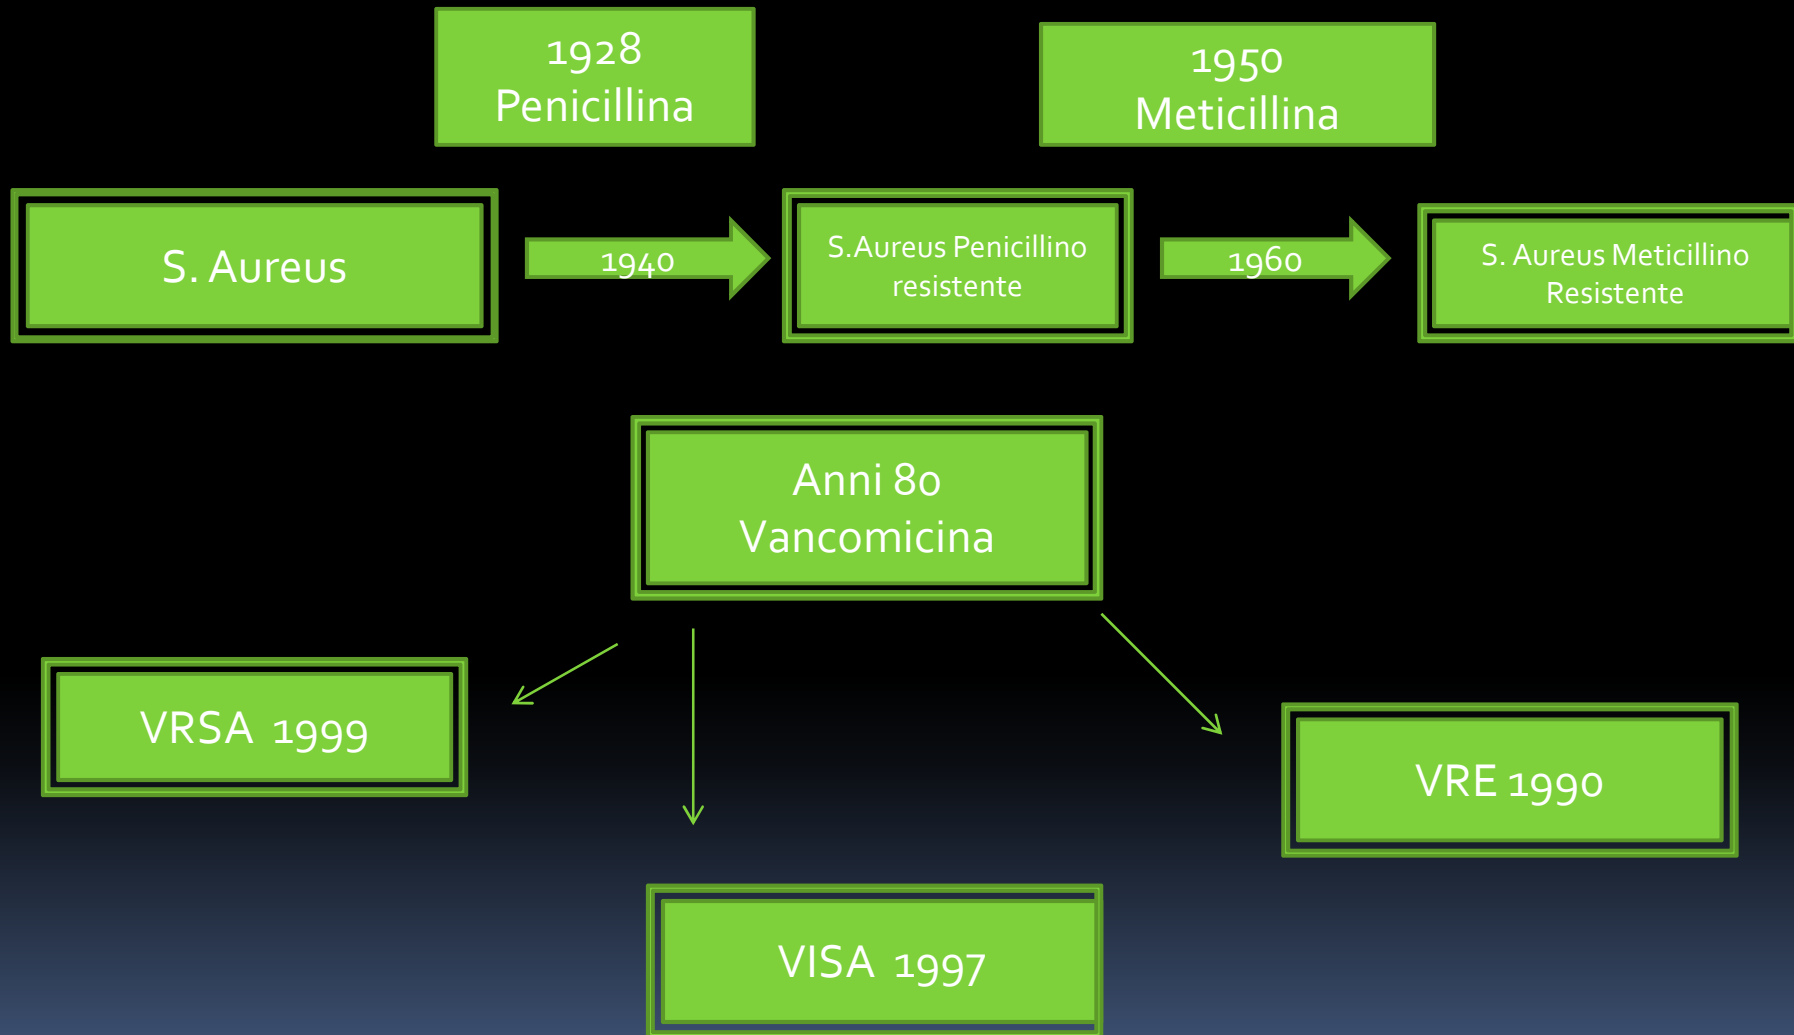 1928
Penicillina
1950
Meticillina
S. Aureus
1940
S.Aureus Penicillino
resistente
1960
S. Aureus Meticillino
Resistente
Anni 80
Vancomicina
VRSA 1999
VRE 1990
VISA 1997